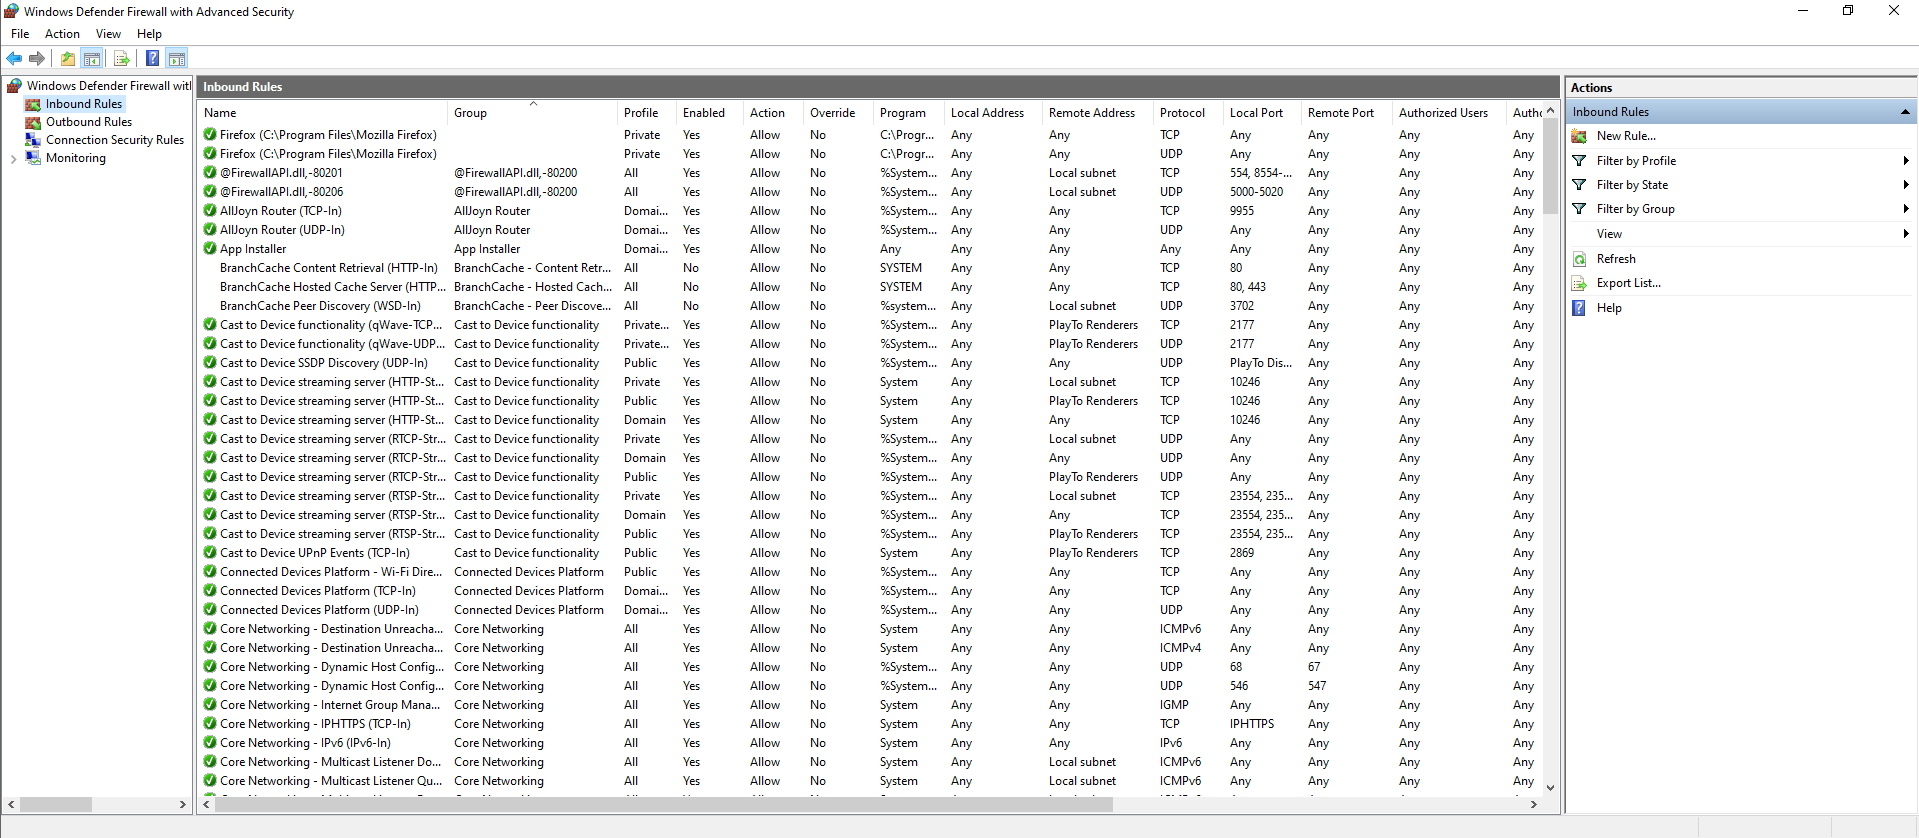 Windows Defender Firewall with Advanced Security
File Action View Help
Windows Defender Firewall witl
Inbound Rules
Outbound Rules
Connection Security Rules
Monitoring
Inbound Rules
Name Group Profile Enabled Action Override Program Local Address Remote Address Protocol Local Port Remote Port Authorized Users Autho
Firefox (C:\Program Files\Mozilla Firefox) Private Yes Allow No C:\Progr... Any Any TCP Any Any Any Any
Firefox (C:\Program Files\Mozilla Firefox) Private Yes Allow No C:\Progr... Any Any UDP Any Any Any Any
@FirewallAPI.dll,-80201 @FirewallAPI.dll,-80200 All Yes Allow No %System... Any Local subnet TCP 554, 8554-... Any Any Any
@FirewallAPI.dll,-80206 @FirewallAPI.dll,-80200 All Yes Allow No %System... Any Local subnet UDP 5000-5020 Any Any Any
AllJoyn Router (TCP-In) AllJoyn Router Domai... Yes Allow No %System... Any Any TCP 9955 Any Any Any
AllJoyn Router (UDP-In) AllJoyn Router Domai... Yes Allow No %System... Any Any UDP Any Any Any Any
App Installer App Installer Domai... Yes Allow No Any Any Any Any Any Any Any Any
BranchCache Content Retrieval (HTTP-In) BranchCache - Content Retr... All No Allow No SYSTEM Any Any TCP 80 Any Any Any
BranchCache Hosted Cache Server (HTTP... BranchCache - Hosted Cach... All No Allow No SYSTEM Any Any TCP 80, 443 Any Any Any
BranchCache Peer Discovery (WSD-In) BranchCache - Peer Discove... All No Allow No %system... Any Local subnet UDP 3702 Any Any Any
Cast to Device functionality (qWave-TCP... Cast to Device functionality Private... Yes Allow No %System... Any PlayTo Renderers TCP 2177 Any Any Any
Cast to Device functionality (qWave-UDP... Cast to Device functionality Private... Yes Allow No %System... Any PlayTo Renderers UDP 2177 Any Any Any
Cast to Device SSDP Discovery (UDP-In) Cast to Device functionality Public Yes Allow No %System... Any Any UDP PlayTo Dis... Any Any Any
Cast to Device streaming server (HTTP-St... Cast to Device functionality Private Yes Allow No System Any Local subnet TCP 10246 Any Any Any
Cast to Device streaming server (HTTP-St... Cast to Device functionality Public Yes Allow No System Any PlayTo Renderers TCP 10246 Any Any Any
Cast to Device streaming server (HTTP-St... Cast to Device functionality Domain Yes Allow No System Any Any TCP 10246 Any Any Any
Cast to Device streaming server (RTCP-Str... Cast to Device functionality Private Yes Allow No %System... Any Local subnet UDP Any Any Any Any
Cast to Device streaming server (RTCP-Str... Cast to Device functionality Domain Yes Allow No %System... Any Any UDP Any Any Any Any
Cast to Device streaming server (RTCP-Str... Cast to Device functionality Public Yes Allow No %System... Any PlayTo Renderers UDP Any Any Any Any
Cast to Device streaming server (RTSP-Str... Cast to Device functionality Private Yes Allow No %System... Any Local subnet TCP 23554, 235... Any Any Any
Cast to Device streaming server (RTSP-Str... Cast to Device functionality Domain Yes Allow No %System... Any Any TCP 23554, 235... Any Any Any
Cast to Device streaming server (RTSP-Str... Cast to Device functionality Public Yes Allow No %System... Any PlayTo Renderers TCP 23554, 235... Any Any Any
Cast to Device UPnP Events (TCP-In) Cast to Device functionality Public Yes Allow No System Any PlayTo Renderers TCP 2869 Any Any Any
Connected Devices Platform - Wi-Fi Dire... Connected Devices Platform Public Yes Allow No %System... Any Any TCP Any Any Any Any
Connected Devices Platform (TCP-In) Connected Devices Platform Domai... Yes Allow No %System... Any Any TCP Any Any Any Any
Connected Devices Platform (UDP-In) Connected Devices Platform Domai... Yes Allow No %System... Any Any UDP Any Any Any Any
Core Networking - Destination Unreacha... Core Networking All Yes Allow No System Any Any ICMPv6 Any Any Any Any
Core Networking - Destination Unreacha... Core Networking All Yes Allow No System Any Any ICMPv4 Any Any Any Any
Core Networking - Dynamic Host Config... Core Networking All Yes Allow No %System... Any Any UDP 68 67 Any Any
Core Networking - Dynamic Host Config... Core Networking All Yes Allow No %System... Any Any UDP 546 547 Any Any
Core Networking - Internet Group Mana... Core Networking All Yes Allow No System Any Any IGMP Any Any Any Any
Core Networking - IPHTTPS (TCP-In) Core Networking All Yes Allow No System Any Any TCP IPHTTPS Any Any Any
Core Networking - IPv6 (IPv6-In) Core Networking All Yes Allow No System Any Any IPv6 Any Any Any Any
Core Networking - Multicast Listener Do... Core Networking All Yes Allow No System Any Local subnet ICMPv6 Any Any Any Any
Core Networking - Multicast Listener Qu... Core Networking All Yes Allow No System Any Local subnet ICMPv6 Any Any Any Any
Actions
Inbound Rules
New Rule...
Filter by Profile
Filter by State
Filter by Group
View
Refresh
Export List...
Help